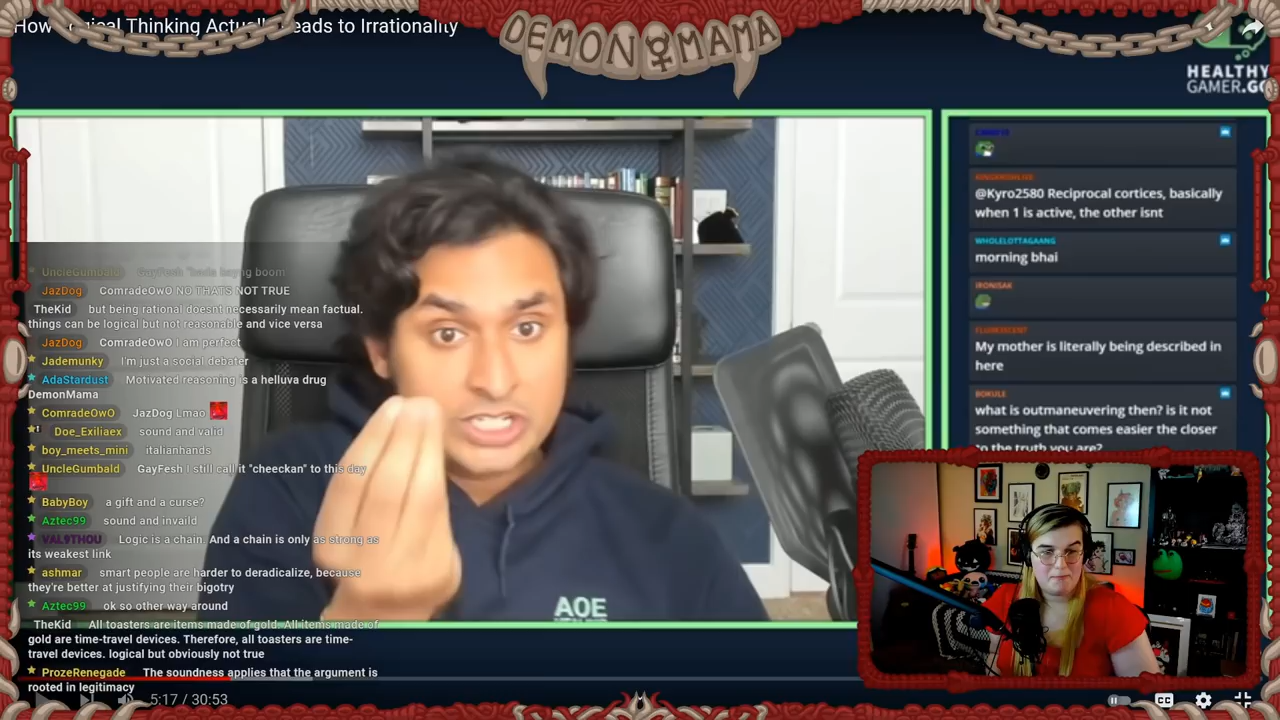 How Logical Thinking Actually Leads to Irrationality
DEMON MAMA
HEALTHY
GAMER.GG
@Kyro2580 Reciprocal cortices, basically
when 1 is active, the other isnt
WHOLELOTTAGAANG
morning bhai
IRONISAK
My mother is literally being described in
here
BOKULE
what is outmaneuvering then? is it not
something that comes easier the closer
to the truth you are?
UncleGumbald GayFesh "bada bayng boom
JazDog ComradeOwO NO THATS NOT TRUE
TheKid but being rational doesnt necessarily mean factual.
things can be logical but not reasonable and vice versa
JazDog ComradeOwO I am perfect
Jademunky I'm just a social debater
AdaStardust Motivated reasoning is a helluva drug
DemonMama
ComradeOwO JazDog Lmao
Doe_Exiliaex sound and valid
boy_meets_mini italianhands
UncleGumbald GayFesh I still call it "cheeckan" to this day
BabyBoy a gift and a curse?
Aztec99 sound and invaild
VAL9THOU Logic is a chain. And a chain is only as strong as
its weakest link
ashmar smart people are harder to deradicalize, because
they're better at justifying their bigotry
Aztec99 ok so other way around
TheKid All toasters are items made of gold. All items made of
gold are time-travel devices. Therefore, all toasters are time-
travel devices. logical but obviously not true
ProzeRenegade The soundness applies that the argument is
rooted in legitimacy
AOE
5:17 / 30:53
CC